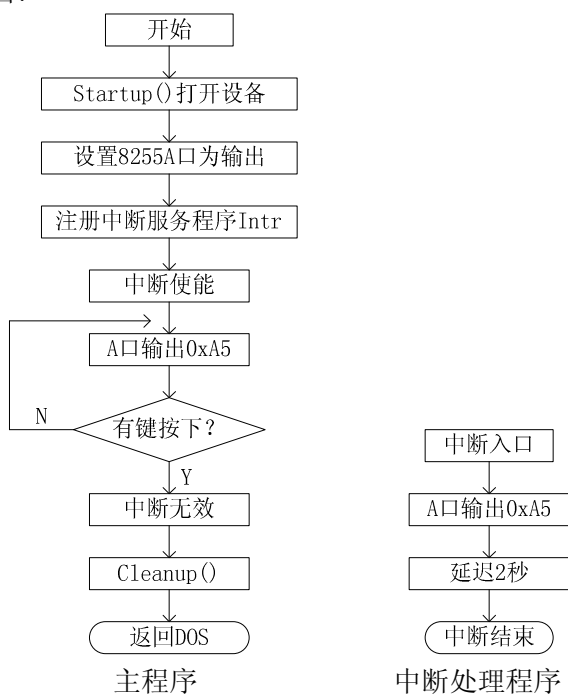 开始
Startup()打开设备
设置8255A口为输出
注册中断服务程序Intr
中断使能
A口输出0xA5
有键按下?
N
Y
中断无效
Cleanup()
返回DOS
主程序
中断入口
A口输出0xA5
延迟2秒
中断结束
中断处理程序